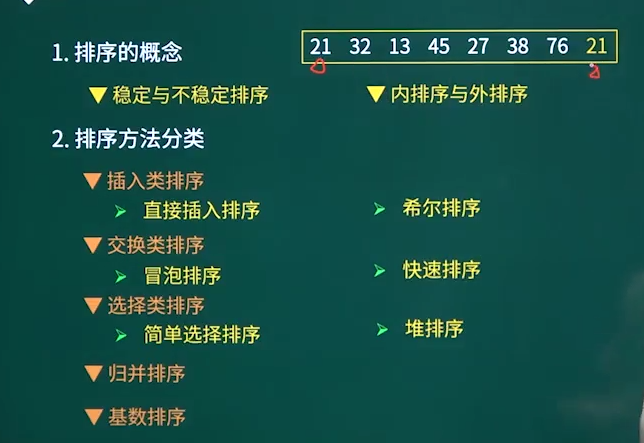 1. 排序的概念
21 32 13 45 27 38 76 21
▼ 稳定与不稳定排序 ▼ 内排序与外排序
2. 排序方法分类
▼ 插入类排序
➢ 直接插入排序 ➢ 希尔排序
▼ 交换类排序
➢ 冒泡排序 ➢ 快速排序
▼ 选择类排序
➢ 简单选择排序 ➢ 堆排序
▼ 归并排序
▼ 基数排序